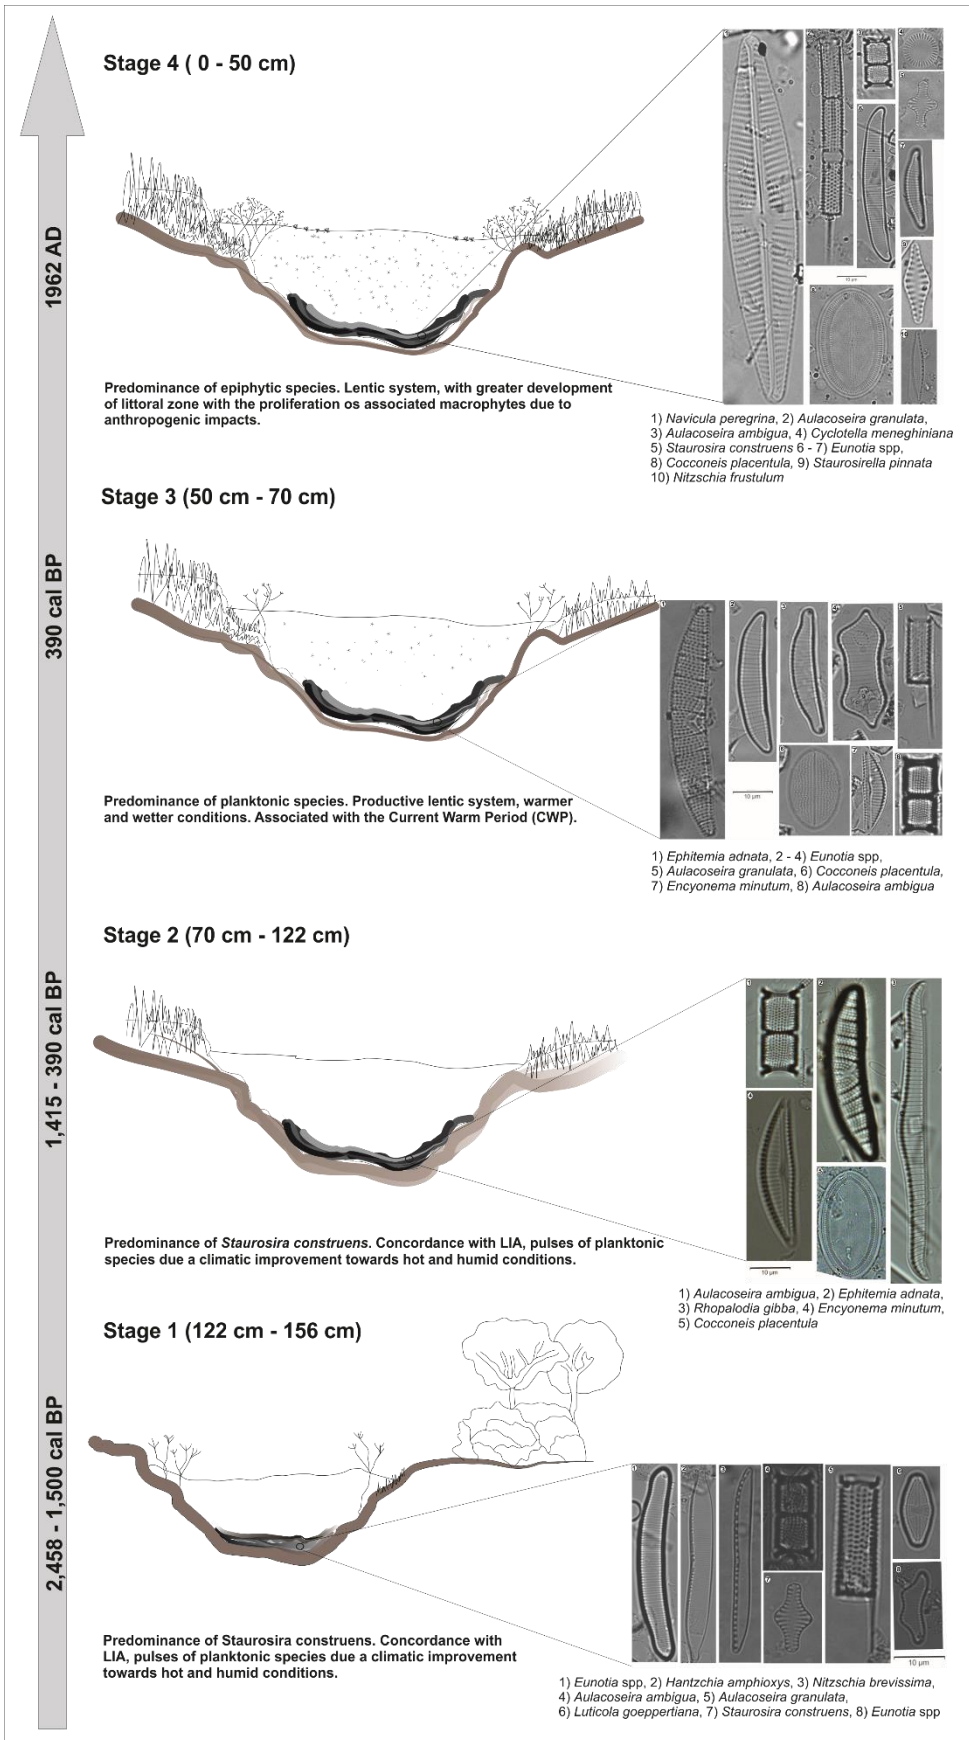 Stage 4 ( 0 - 50 cm)
1962 AD
Predominance of epiphytic species. Lentic system, with greater development
of littoral zone with the proliferation os associated macrophytes due to
anthropogenic impacts.
10 µm
1) Navicula peregrina, 2) Aulacoseira granulata,
3) Aulacoseira ambigua, 4) Cyclotella meneghiniana
5) Staurosira construens 6 - 7) Eunotia spp,
8) Cocconeis placentula, 9) Staurosirella pinnata
10) Nitzschia frustulum
Stage 3 (50 cm - 70 cm)
390 cal BP
Predominance of planktonic species. Productive lentic system, warmer
and wetter conditions. Associated with the Current Warm Period (CWP).
10 µm
1) Ephitemia adnata, 2 - 4) Eunotia spp,
5) Aulacoseira granulata, 6) Cocconeis placentula,
7) Encyonema minutum, 8) Aulacoseira ambigua
Stage 2 (70 cm - 122 cm)
1,415 - 390 cal BP
Predominance of Staurosira construens. Concordance with LIA, pulses of planktonic
species due a climatic improvement towards hot and humid conditions.
10 µm
1) Aulacoseira ambigua, 2) Ephitemia adnata,
3) Rhopalodia gibba, 4) Encyonema minutum,
5) Cocconeis placentula
Stage 1 (122 cm - 156 cm)
2,458 - 1,500 cal BP
Predominance of Staurosira construens. Concordance with
LIA, pulses of planktonic species due a climatic improvement
towards hot and humid conditions.
10 µm
1) Eunotia spp, 2) Hantzchia amphioxys, 3) Nitzschia brevissima,
4) Aulacoseira ambigua, 5) Aulacoseira granulata,
6) Luticola goeppertiana, 7) Staurosira construens, 8) Eunotia spp